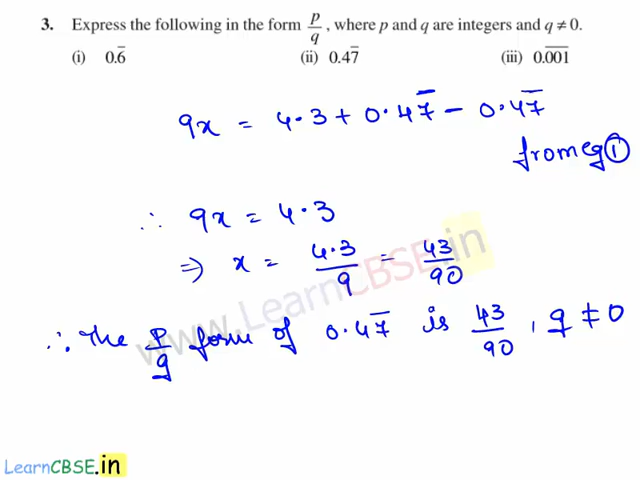 3. Express the following in the form p/q, where p and q are integers and q ≠ 0.
(i) 0.6̅ (ii) 0.47̅ (iii) 0.0̅0̅1̅
9x = 4.3 + 0.47̅ − 0.47̅
from eq ①
∴ 9x = 4.3
⇒ x = 4.3/9 = 43/90
∴ The p/q form of 0.47̅ is 43/90, q ≠ 0
www.LearnCBSE.in
LearnCBSE.in